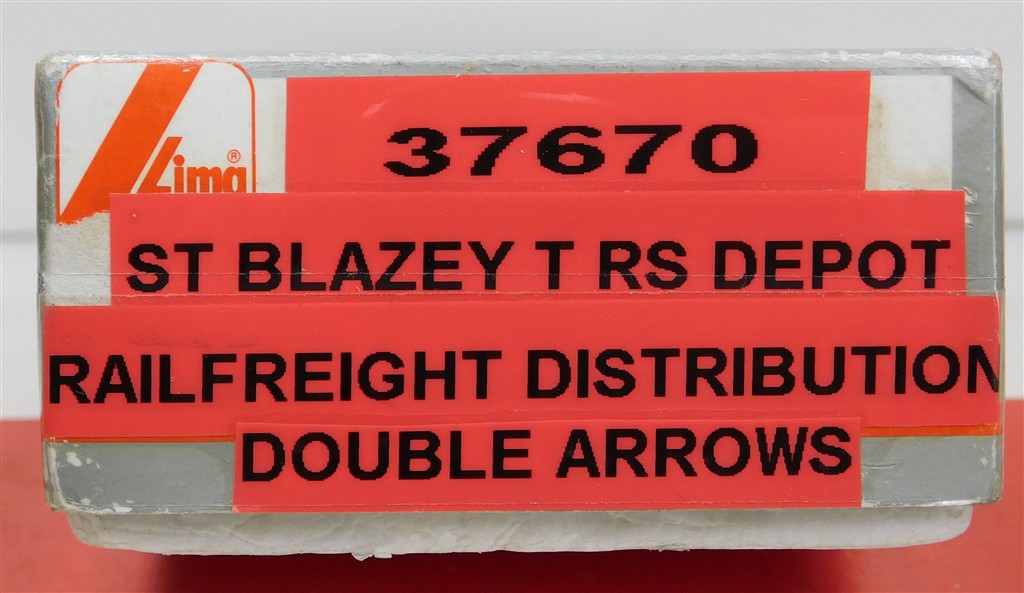 Lima®
37670
ST BLAZEY T RS DEPOT
RAILFREIGHT DISTRIBUTION
DOUBLE ARROWS